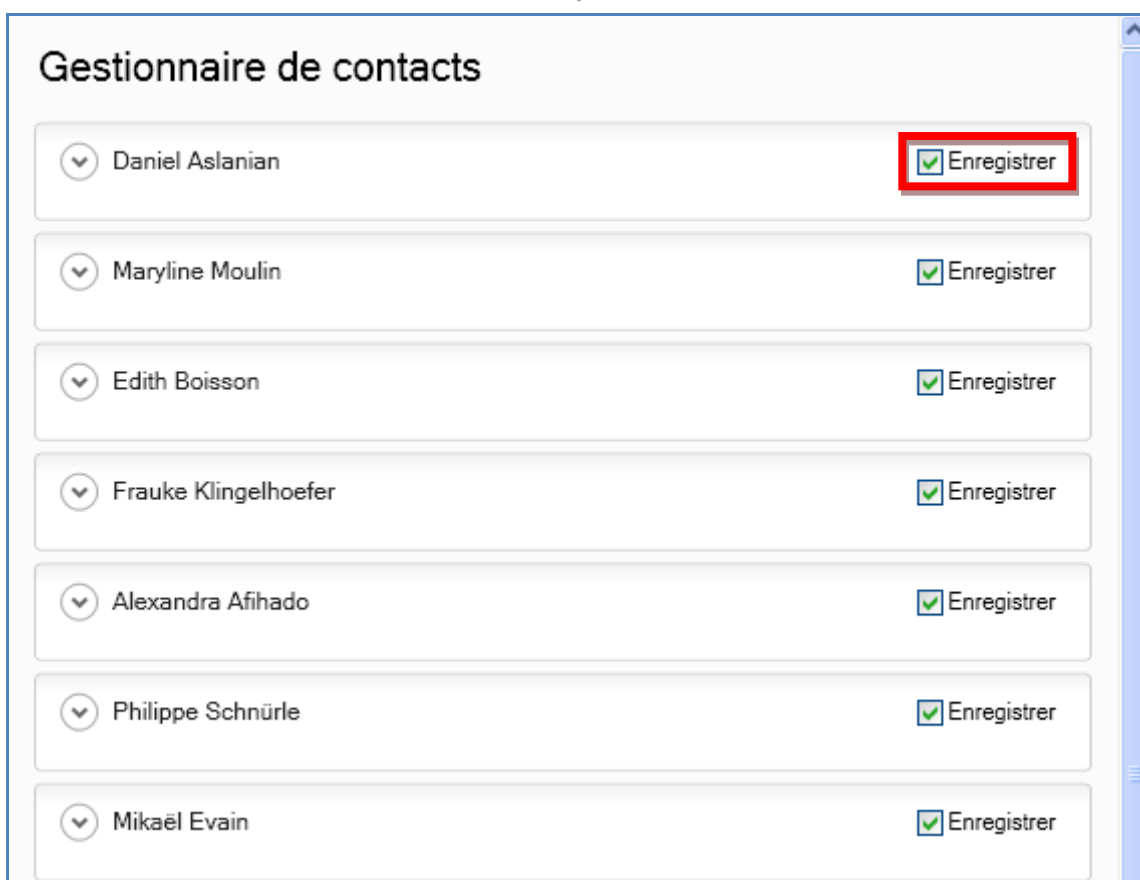 Gestionnaire de contacts
Daniel Aslanian Enregistrer
Maryline Moulin Enregistrer
Edith Boisson Enregistrer
Frauke Klingelhoefer Enregistrer
Alexandra Afihado Enregistrer
Philippe Schnürle Enregistrer
Mikaël Evain Enregistrer